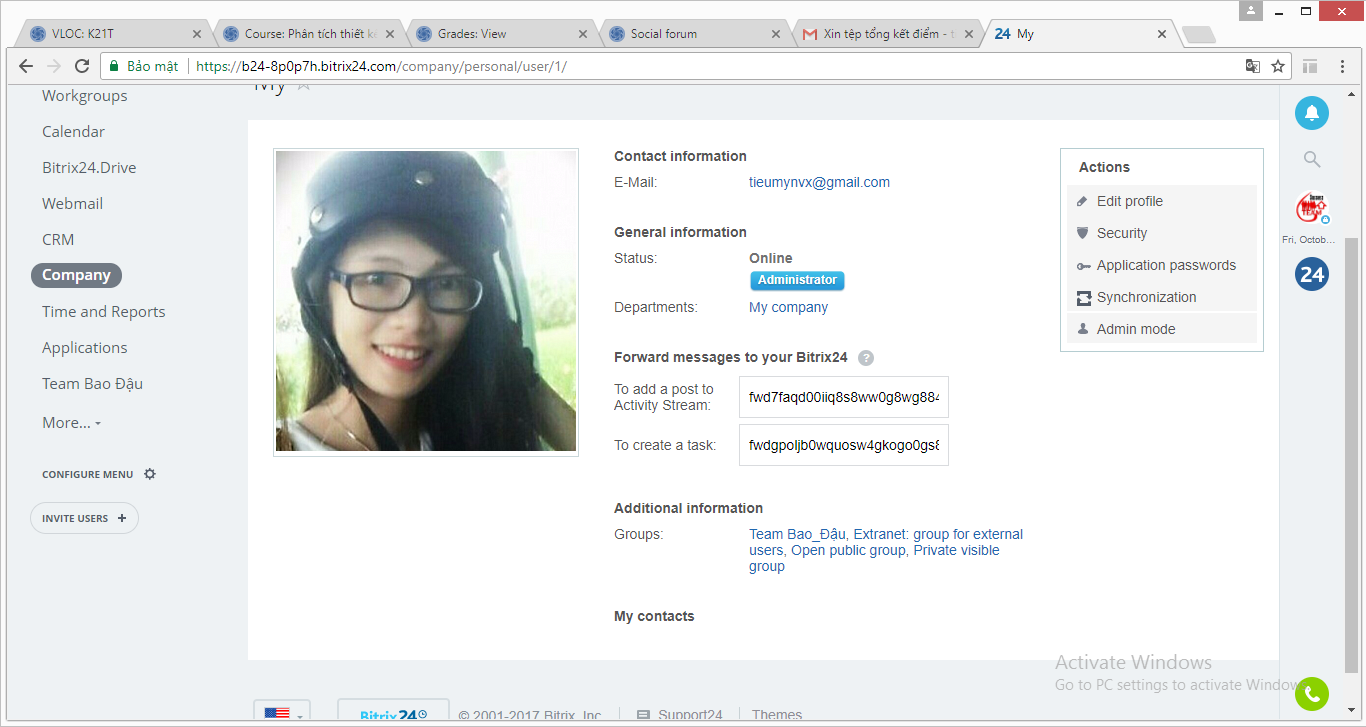 VLOC: K21T
Course: Phân tích thiết kế
Grades: View
Social forum
Xin tệp tổng kết điểm - t
24 My
Bảo mật
https://b24-8p0p7h.bitrix24.com/company/personal/user/1/
My
Workgroups
Calendar
Bitrix24.Drive
Webmail
CRM
Company
Time and Reports
Applications
Team Bao Đậu
More...
CONFIGURE MENU
INVITE USERS +
Contact information
E-Mail: tieumynvx@gmail.com
General information
Status: Online
Administrator
Departments: My company
Forward messages to your Bitrix24 ?
To add a post to
Activity Stream:
fwd7faqd00iiq8s8ww0g8wg884
To create a task: fwdgpoljb0wquosw4gkogo0gs8
Additional information
Groups: Team Bao_Đậu, Extranet: group for external
users, Open public group, Private visible
group
My contacts
Actions
Edit profile
Security
Application passwords
Synchronization
Admin mode
TEAM
Fri, Octob...
24
Activate Windows
Go to PC settings to activate Windows.
Bitrix24
© 2001-2017 Bitrix, Inc.
Support24
Themes